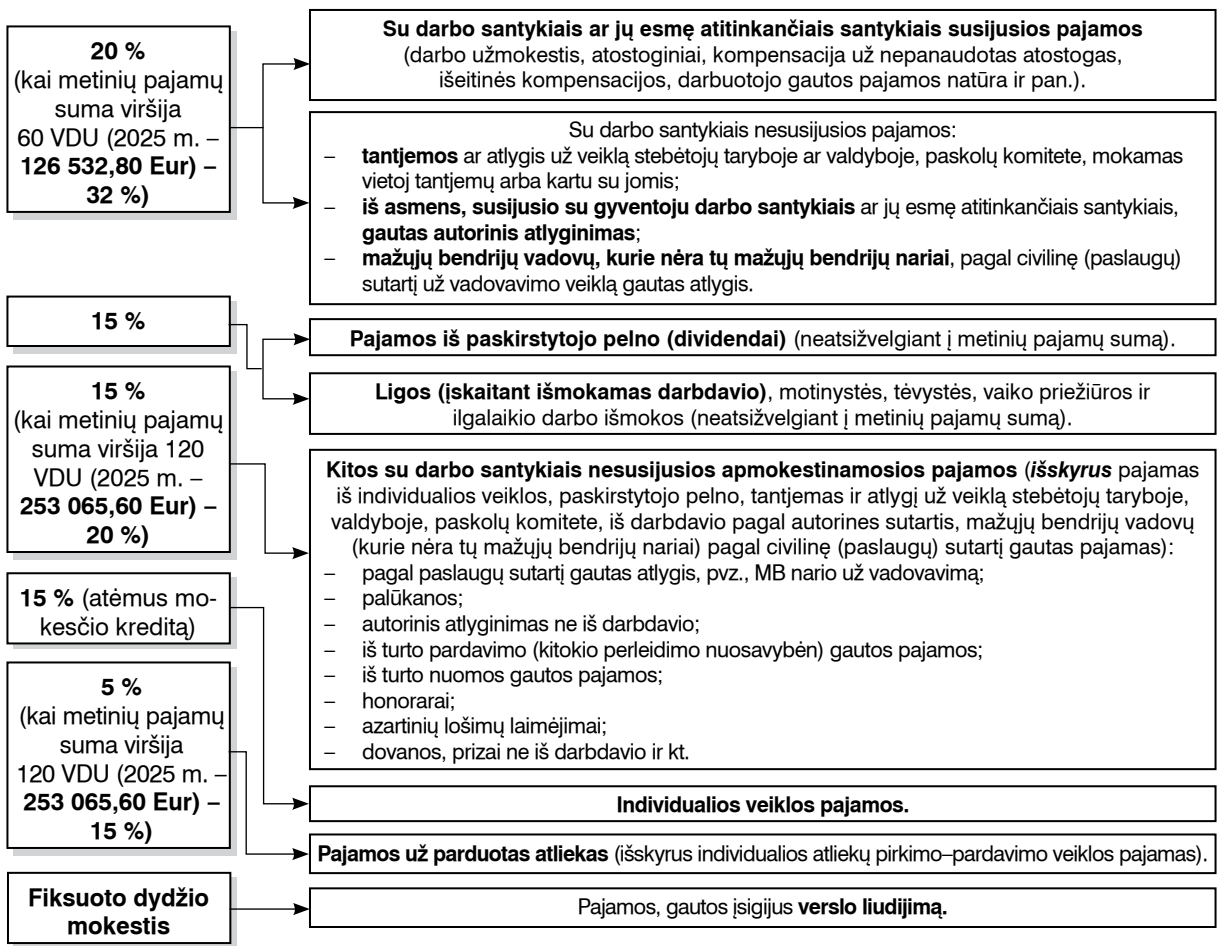 20 %
(kai metinių pajamų
suma viršija
60 VDU (2025 m. –
126 532,80 Eur) –
32 %)
Su darbo santykiais ar jų esmę atitinkančiais santykiais susijusios pajamos
(darbo užmokestis, atostoginiai, kompensacija už nepanaudotas atostogas,
išeitinės kompensacijos, darbuotojo gautos pajamos natūra ir pan.).
Su darbo santykiais nesusijusios pajamos:
– tantjemos ar atlygis už veiklą stebėtojų taryboje ar valdyboje, paskolų komitete, mokamas
vietoj tantjemų arba kartu su jomis;
– iš asmens, susijusio su gyventoju darbo santykiais ar jų esmę atitinkančiais santykiais,
gautas autorinis atlyginimas;
– mažųjų bendrijų vadovų, kurie nėra tų mažųjų bendrijų nariai, pagal civilinę (paslaugų)
sutartį už vadovavimo veiklą gautas atlygis.
15 %
Pajamos iš paskirstytojo pelno (dividendai) (neatsižvelgiant į metinių pajamų sumą).
Ligos (įskaitant išmokamas darbdavio), motinystės, tėvystės, vaiko priežiūros ir
ilgalaikio darbo išmokos (neatsižvelgiant į metinių pajamų sumą).
15 %
(kai metinių pajamų
suma viršija 120
VDU (2025 m. –
253 065,60 Eur) –
20 %)
Kitos su darbo santykiais nesusijusios apmokestinamosios pajamos (išskyrus pajamas
iš individualios veiklos, paskirstytojo pelno, tantjemas ir atlygį už veiklą stebėtojų taryboje,
valdyboje, paskolų komitete, iš darbdavio pagal autorines sutartis, mažųjų bendrijų vadovų
(kurie nėra tų mažųjų bendrijų nariai) pagal civilinę (paslaugų) sutartį gautas pajamas):
– pagal paslaugų sutartį gautas atlygis, pvz., MB nario už vadovavimą;
– palūkanos;
– autorinis atlyginimas ne iš darbdavio;
– iš turto pardavimo (kitokio perleidimo nuosavybėn) gautos pajamos;
– iš turto nuomos gautos pajamos;
– honorarai;
– azartinių lošimų laimėjimai;
– dovanos, prizai ne iš darbdavio ir kt.
15 % (atėmus mo-
kesčio kreditą)
Individualios veiklos pajamos.
5 %
(kai metinių pajamų
suma viršija
120 VDU (2025 m. –
253 065,60 Eur) –
15 %)
Pajamos už parduotas atliekas (išskyrus individualios atliekų pirkimo–pardavimo veiklos pajamas).
Fiksuoto dydžio
mokestis
Pajamos, gautos įsigijus verslo liudijimą.